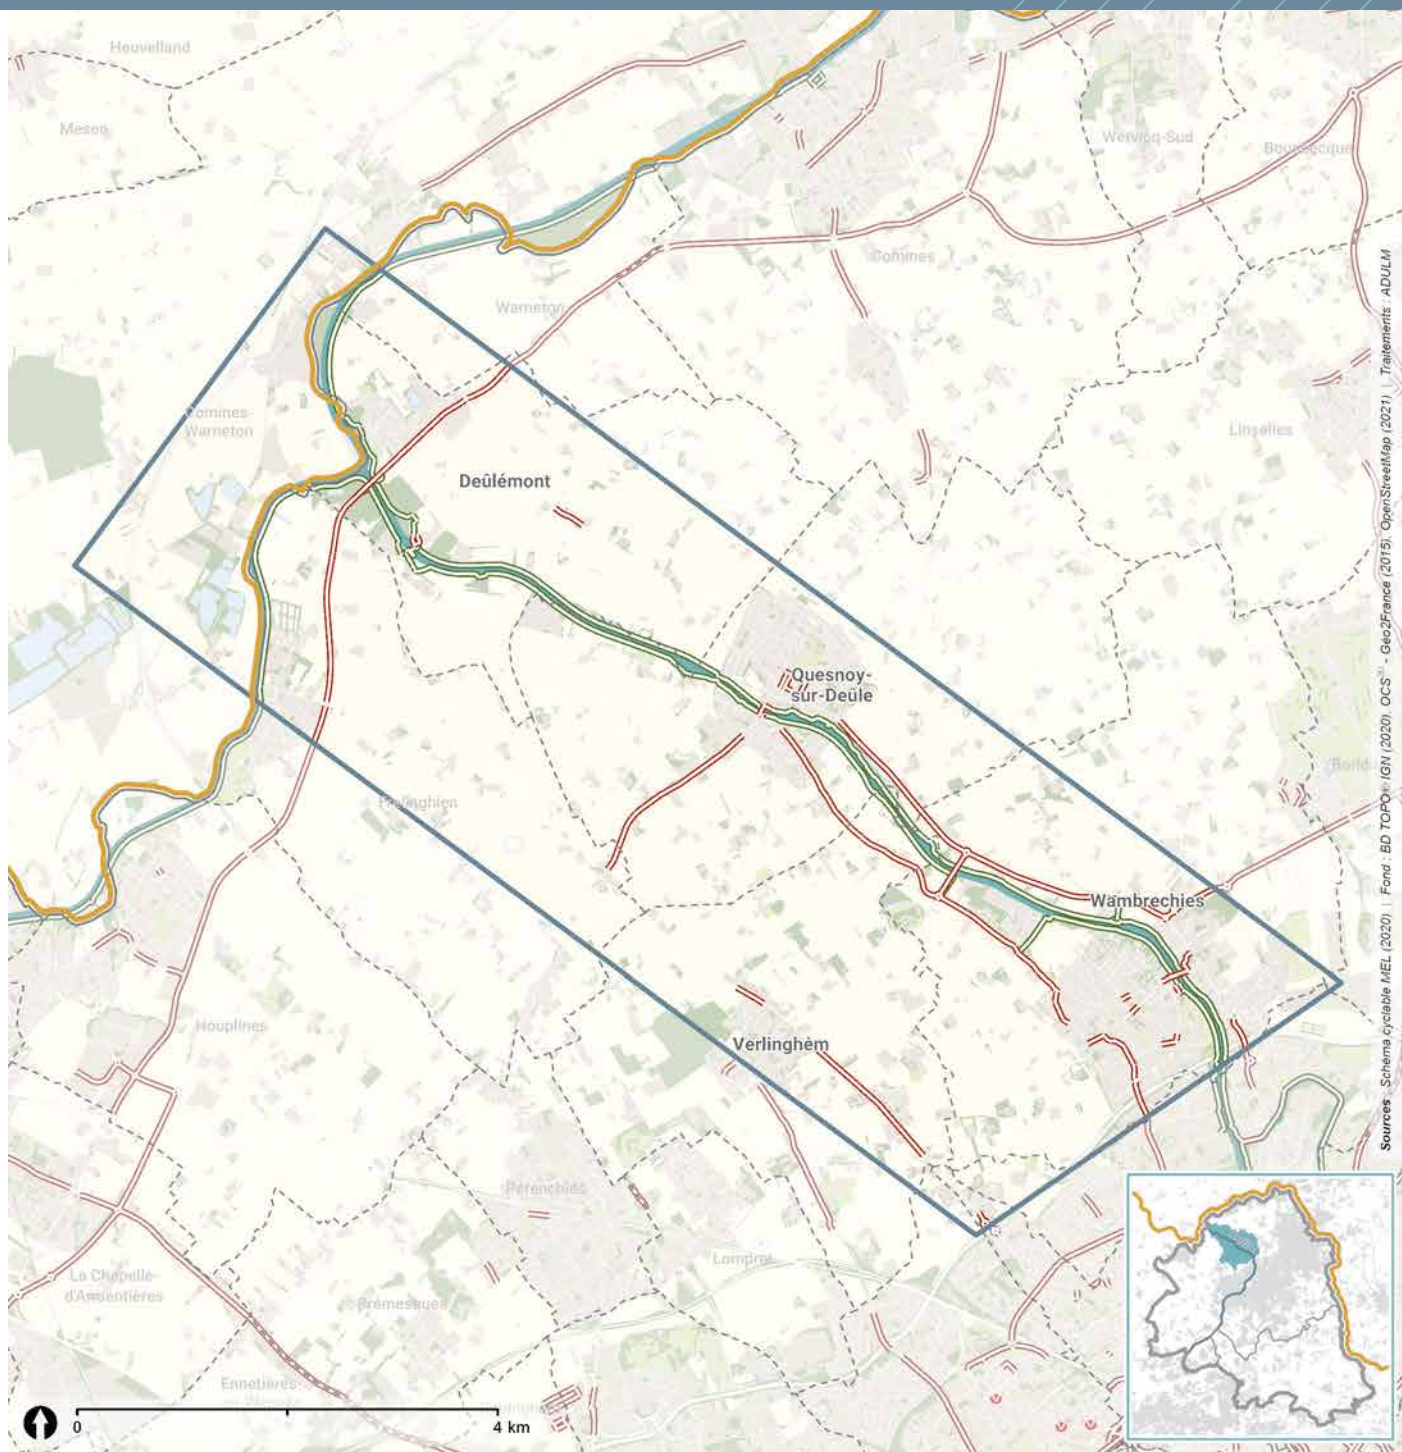 Heuvelland
Mesen
Wervicq-Sud
Bousbecque
Comines
Warneton
Comines-
Warneton
Linselles
Deûlémont
Quesnoy-
sur-Deûle
Frelinghien
Wambrechies
Houplines
Verlinghem
Pérenchies
Lompret
La Chapelle-
d'Armentières
Prémesques
Ennetières-
0
4 km
Sources : Schéma cyclable MEL (2020) | Fond : BD TOPO® IGN (2020), OCS - Géo2France (2015), OpenStreetMap (2021) | Traitements : ADULM